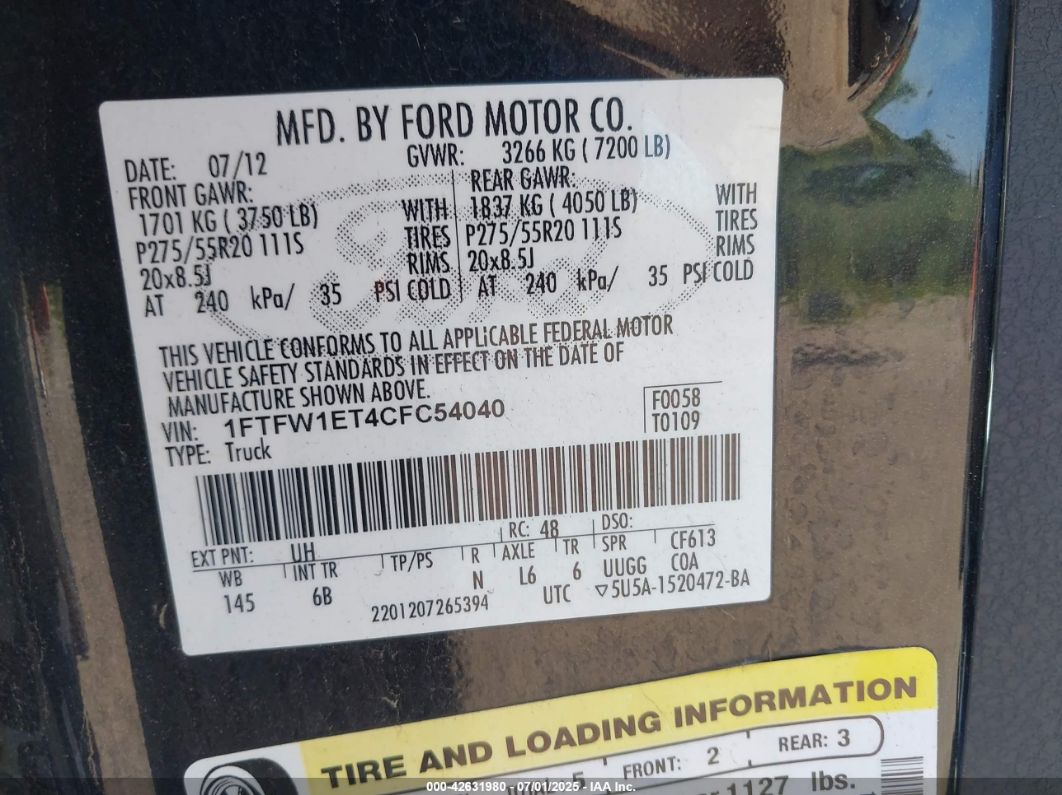 MFD. BY FORD MOTOR CO.
DATE: 07/12 GVWR: 3266 KG ( 7200 LB)
FRONT GAWR: REAR GAWR:
1701 KG ( 3750 LB) WITH 1837 KG ( 4050 LB) WITH
P275/55R20 111S TIRES P275/55R20 111S TIRES
20x8.5J RIMS 20x8.5J RIMS
AT 240 kPa/ 35 PSI COLD AT 240 kPa/ 35 PSI COLD
THIS VEHICLE CONFORMS TO ALL APPLICABLE FEDERAL MOTOR
VEHICLE SAFETY STANDARDS IN EFFECT ON THE DATE OF
MANUFACTURE SHOWN ABOVE.
VIN: 1FTFW1ET4CFC54040 F0058
TYPE: Truck T0109
EXT PNT: UH RC: 48 DSO:
WB INT TR TP/PS R AXLE TR SPR CF613
145 6B N L6 6 UUGG COA
2201207265394 UTC ▽5U5A-1520472-BA
TIRE AND LOADING INFORMATION
5 FRONT: 2 REAR: 3
1127 lbs.
000-42631980 - 07/01/2025 - IAA Inc.